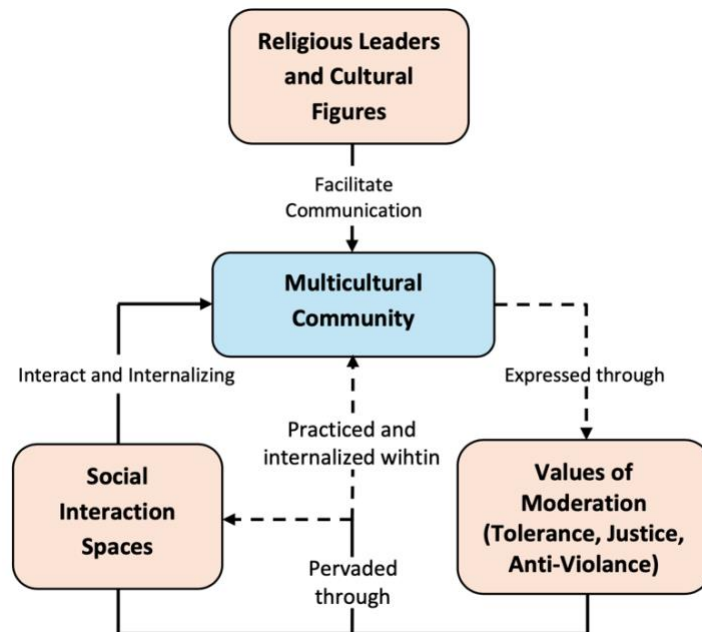 Religious Leaders
and Cultural
Figures
Facilitate
Communication
Multicultural
Community
Interact and Internalizing
Expressed through
Practiced and
internalized wihtin
Social
Interaction
Spaces
Values of
Moderation
(Tolerance, Justice,
Anti-Violance)
Pervaded
through